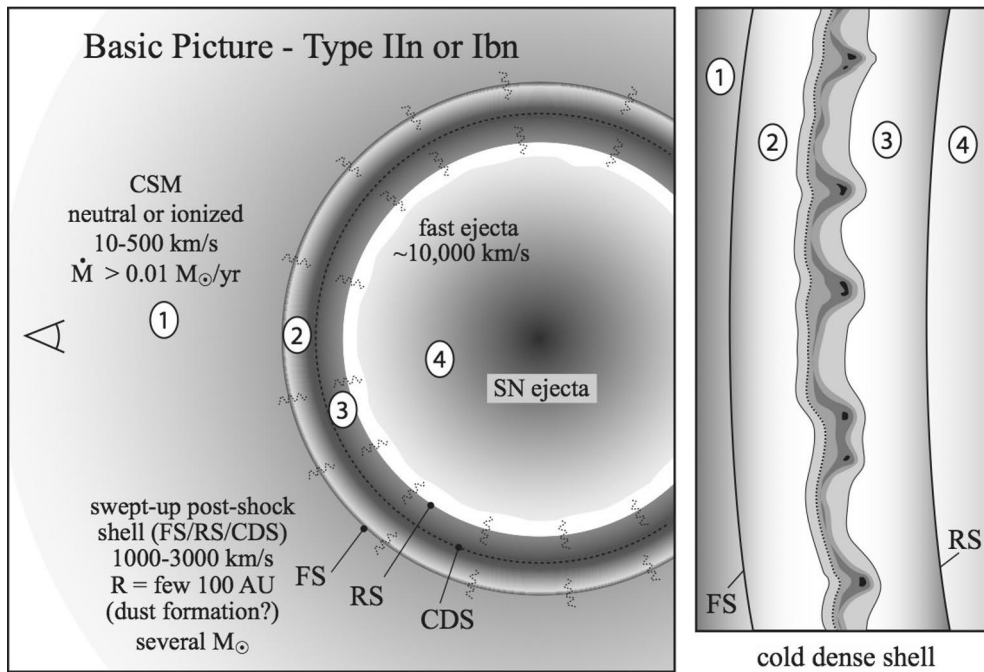 Basic Picture - Type IIn or Ibn
CSM
neutral or ionized
10-500 km/s
Ṁ > 0.01 M☉/yr
1
fast ejecta
~10,000 km/s
2
4
SN ejecta
3
swept-up post-shock
shell (FS/RS/CDS)
1000-3000 km/s
R = few 100 AU
(dust formation?)
several M☉
FS
RS
CDS
1
2
3
4
FS
RS
cold dense shell